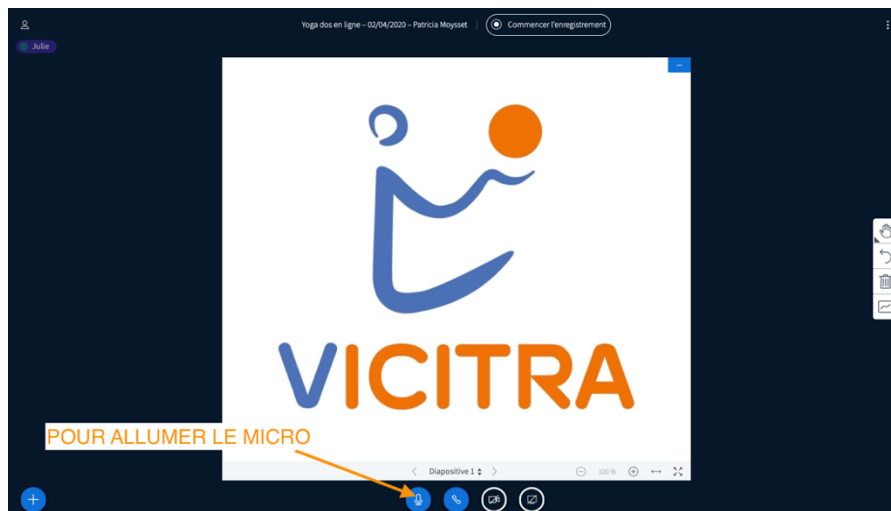 Yoga dos en ligne – 02/04/2020 – Patricia Moysset
Commencer l'enregistrement
Julie
VICITRA
POUR ALLUMER LE MICRO
Diapositive 1
100 %